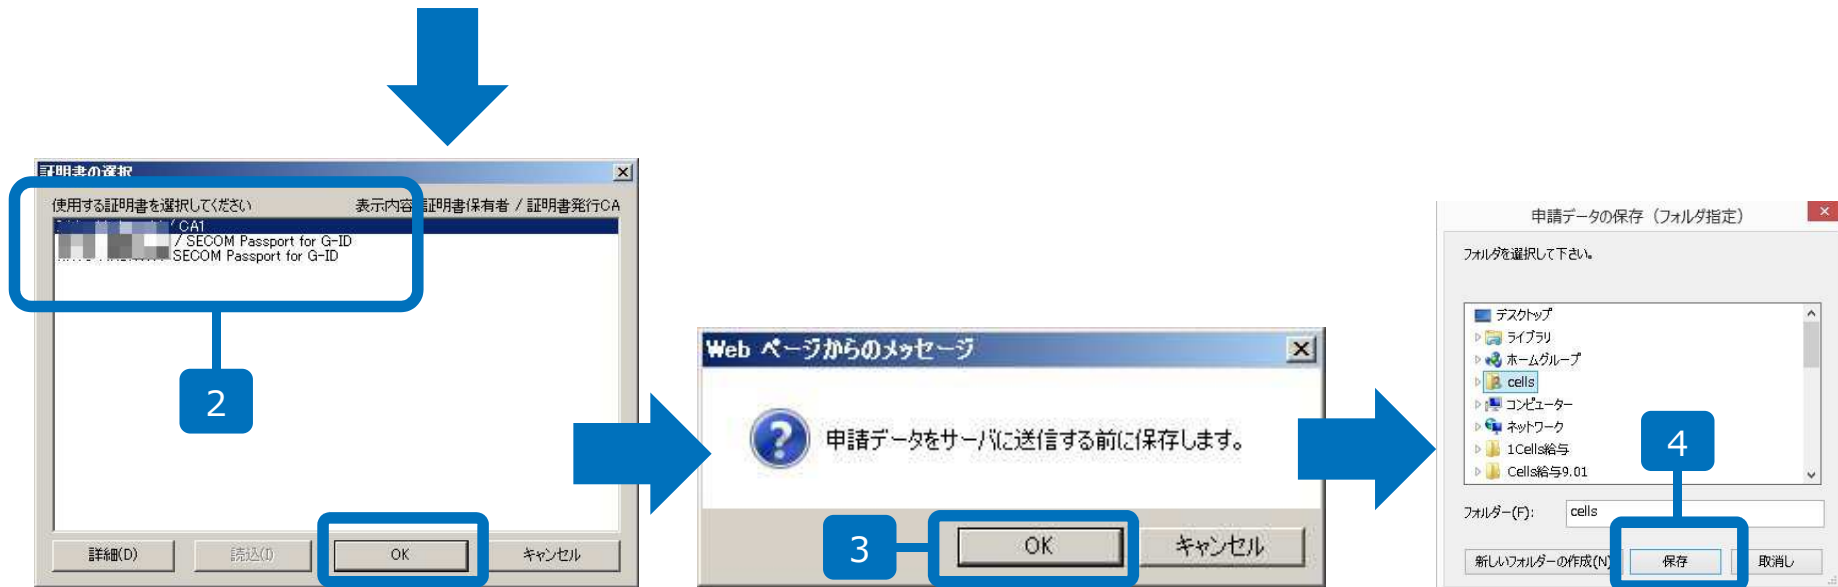 証明書の選択
使用する証明書を選択してください 表示内容:証明書保有者 / 証明書発行CA
/ CA1
/ SECOM Passport for G-ID
SECOM Passport for G-ID
2
詳細(D) 読込(I) OK キャンセル
Web ページからのメッセージ
申請データをサーバに送信する前に保存します。
3
OK キャンセル
申請データの保存（フォルダ指定）
フォルダを選択して下さい。
デスクトップ
ライブラリ
ホームグループ
cells
コンピューター
ネットワーク
1Cells給与
Cells給与9.01
4
フォルダー(F): cells
新しいフォルダーの作成(N) 保存 取消し